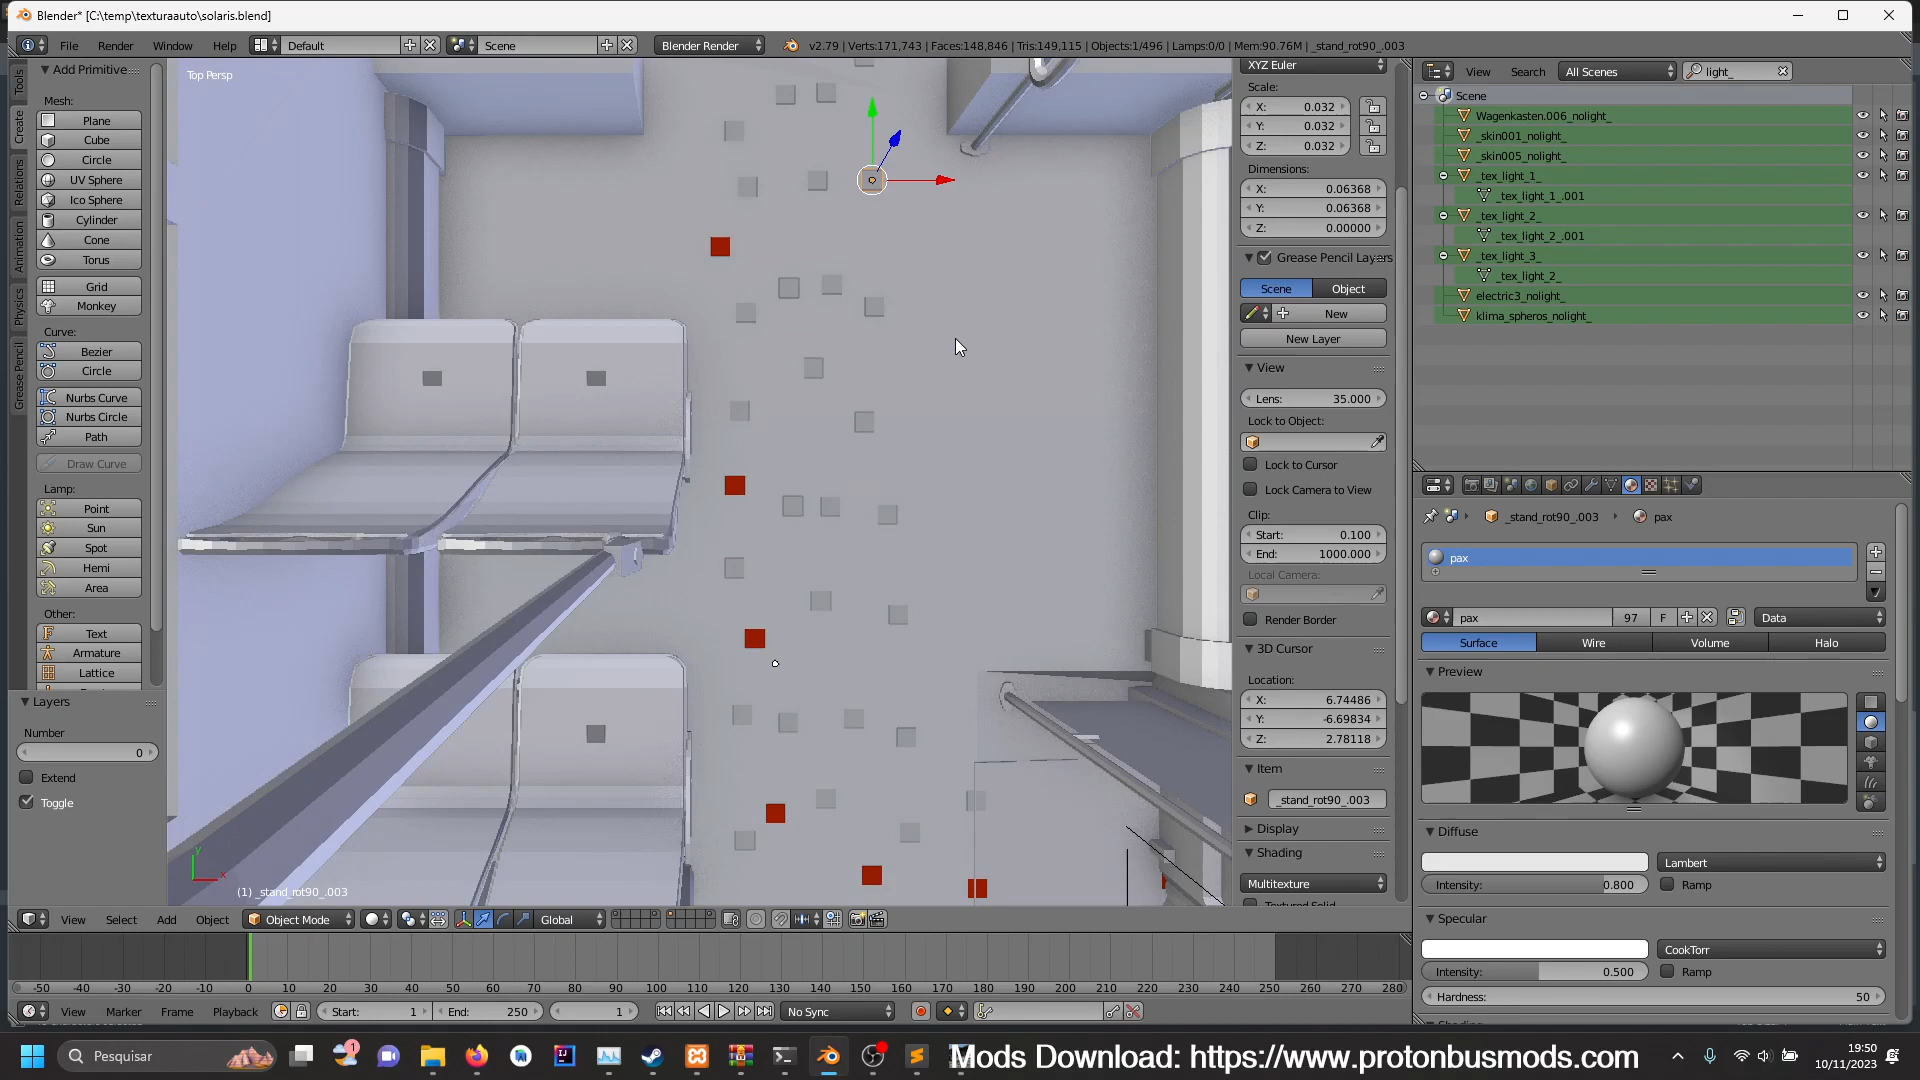 Blender* [C:\temp\texturaauto\solaris.blend]
File Render Window Help Default Scene Blender Render v2.79 | Verts:171,743 | Faces:148,846 | Tris:149,115 | Objects:1/496 | Lamps:0/0 | Mem:90.76M | _stand_rot90_.003
Tools
Create
Relations
Animation
Physics
Grease Pencil
Add Primitive
Mesh:
Plane
Cube
Circle
UV Sphere
Ico Sphere
Cylinder
Cone
Torus
Grid
Monkey
Curve:
Bezier
Circle
Nurbs Curve
Nurbs Circle
Path
Draw Curve
Lamp:
Point
Sun
Spot
Hemi
Area
Other:
Text
Armature
Lattice
Layers
Number
0
Extend
Toggle
Top Persp
(1) _stand_rot90_.003
y
x
View Select Add Object Object Mode Global
XYZ Euler
Scale:
X: 0.032
Y: 0.032
Z: 0.032
Dimensions:
X: 0.06368
Y: 0.06368
Z: 0.00000
Grease Pencil Layers
Scene Object
New
New Layer
View
Lens: 35.000
Lock to Object:
Lock to Cursor
Lock Camera to View
Clip:
Start: 0.100
End: 1000.000
Local Camera:
Render Border
3D Cursor
Location:
X: 6.74486
Y: -6.69834
Z: 2.78118
Item
_stand_rot90_.003
Display
Shading
Multitexture
Textured Solid
View Search All Scenes light_
Scene
Wagenkasten.006_nolight_
_skin001_nolight_
_skin005_nolight_
_tex_light_1_
_tex_light_1_.001
_tex_light_2_
_tex_light_2_.001
_tex_light_3_
_tex_light_2_
electric3_nolight_
klima_spheros_nolight_
_stand_rot90_.003 pax
pax
pax 97 F Data
Surface Wire Volume Halo
Preview
Diffuse
Lambert
Intensity: 0.800 Ramp
Specular
CookTorr
Intensity: 0.500 Ramp
Hardness: 50
-50 -40 -30 -20 -10 0 10 20 30 40 50 60 70 80 90 100 110 120 130 140 150 160 170 180 190 200 210 220 230 240 250 260 270 280
View Marker Frame Playback Start: 1 End: 250 1 No Sync
Pesquisar
1
Mods Download: https://www.protonbusmods.com
19:50
10/11/2023